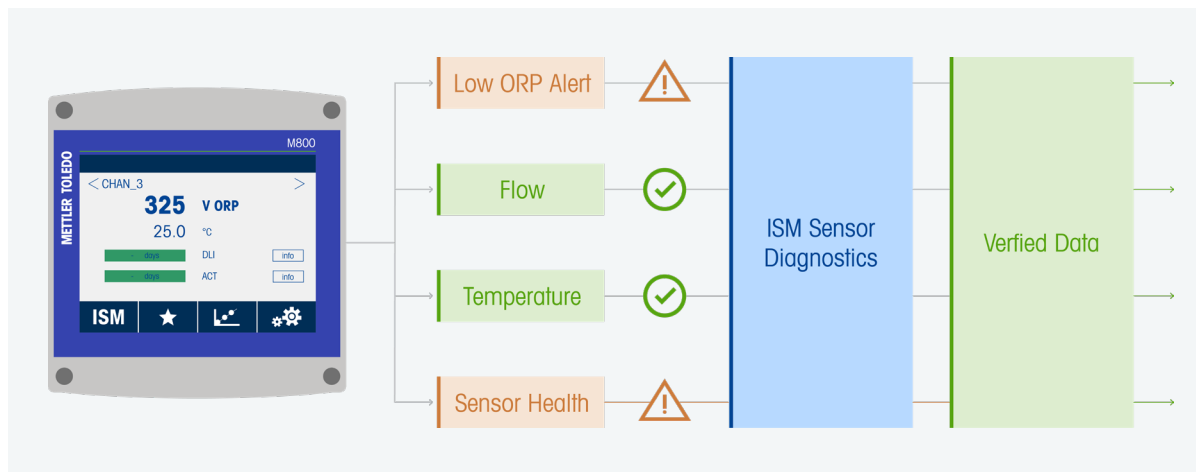 METTLER TOLEDO
M800
< CHAN_3 >
325 V ORP
25.0 °C
- days DLI info
- days ACT info
ISM
Low ORP Alert
Flow
Temperature
Sensor Health
ISM Sensor
Diagnostics
Verfied Data